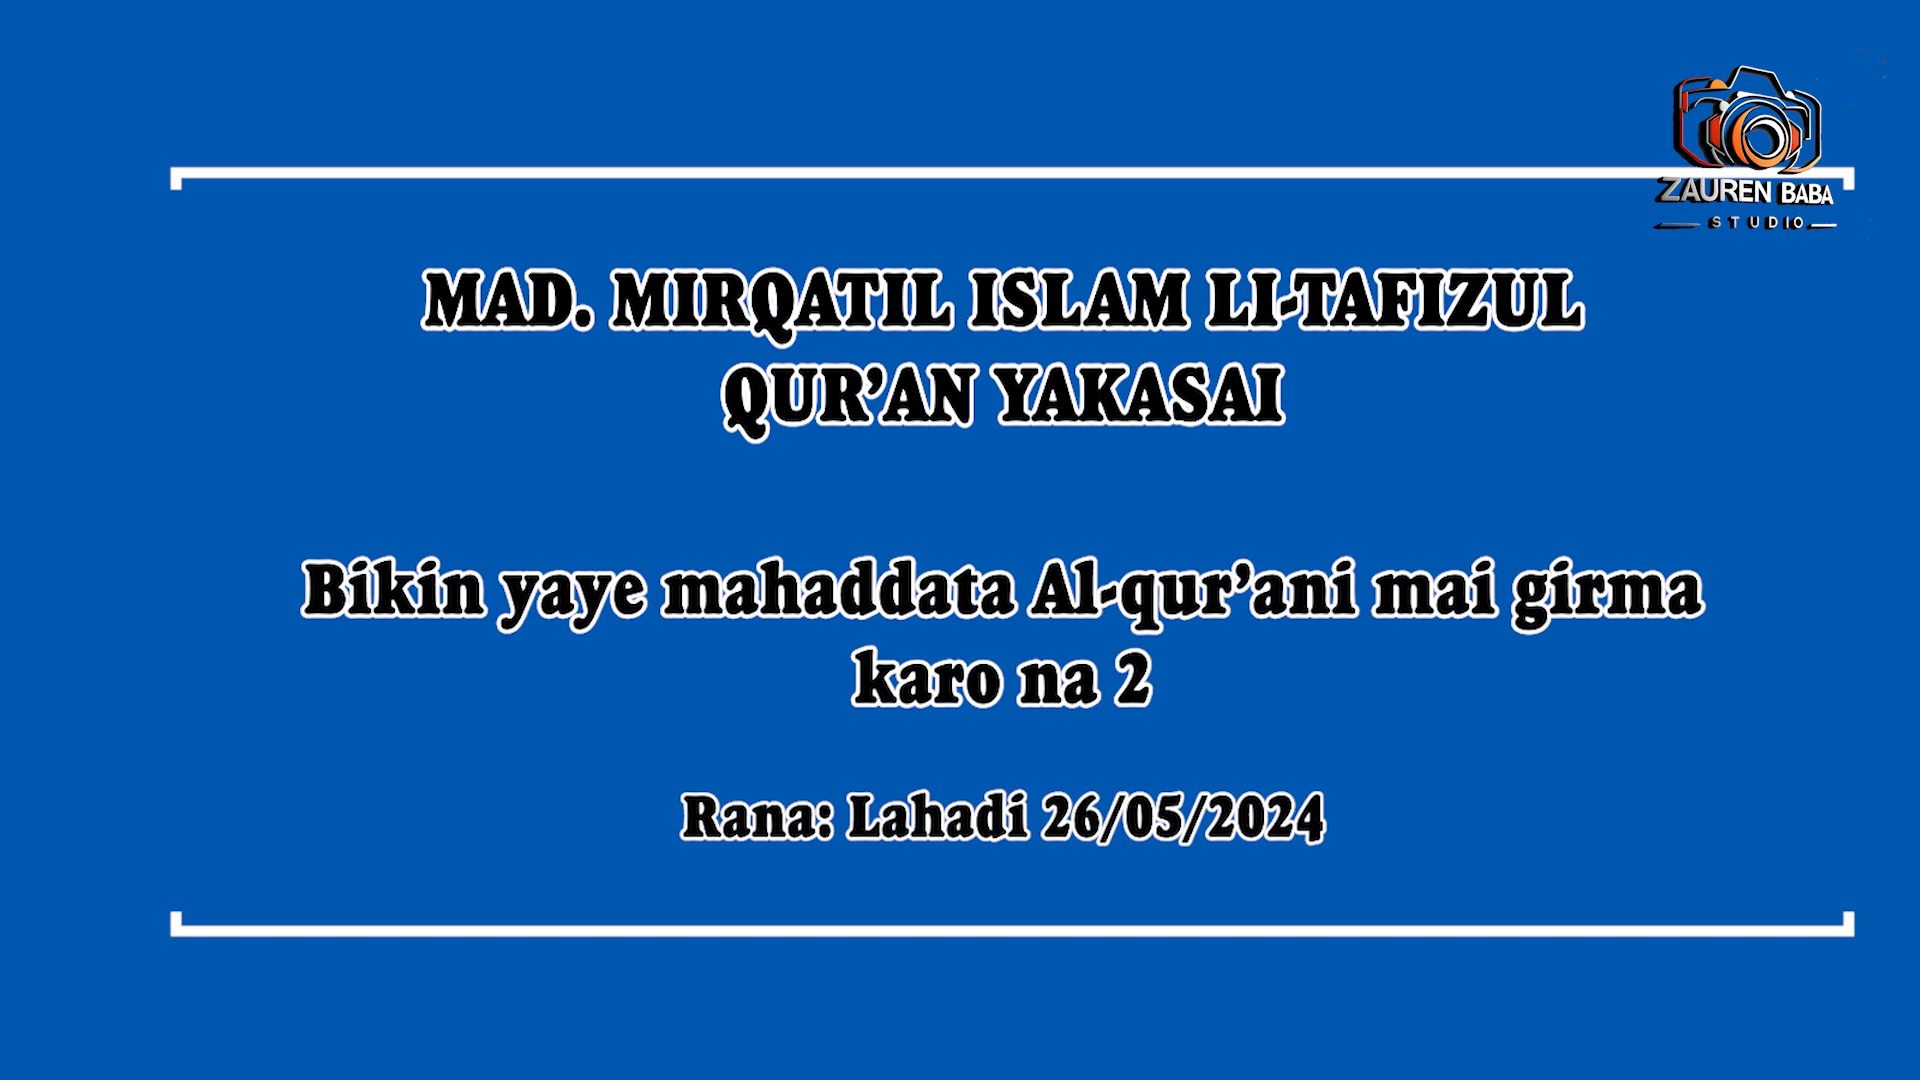 ZAUREN BABA
STUDIO
MAD. MIRQATIL ISLAM LI-TAFIZUL
QUR’AN YAKASAI
Bikin yaye mahaddata Al-qur’ani mai girma
karo na 2
Rana: Lahadi 26/05/2024